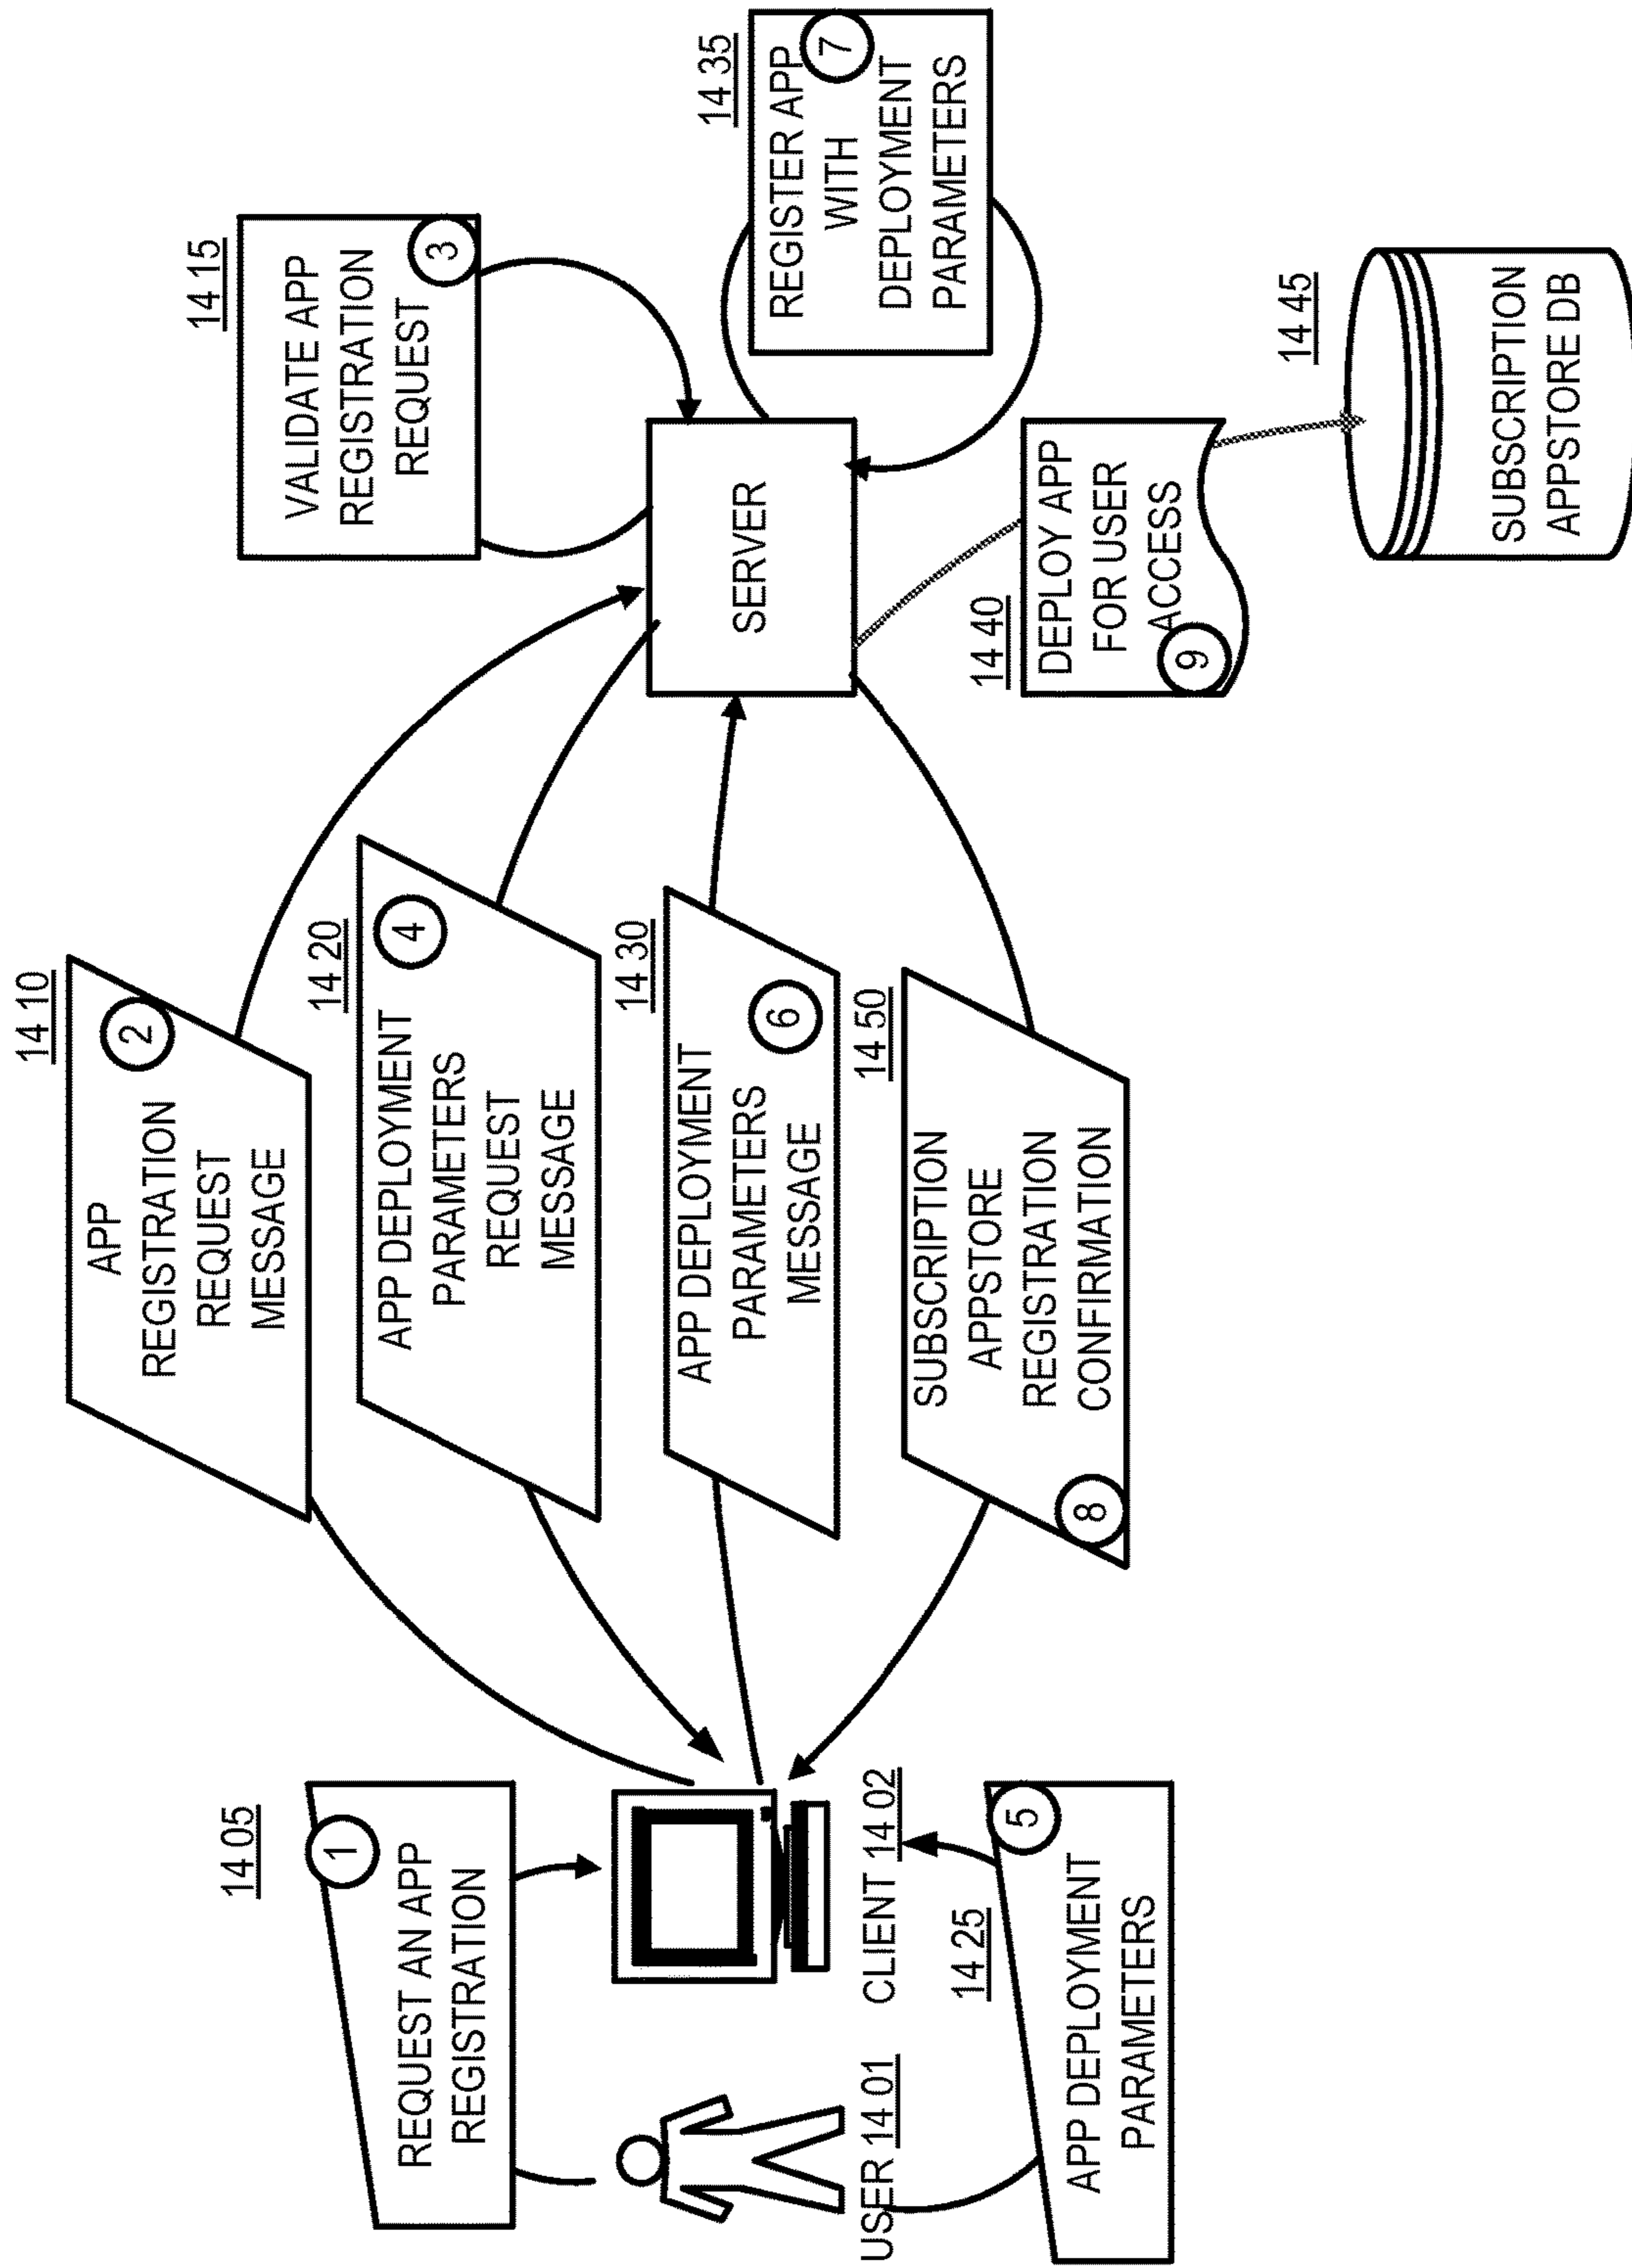 14 05
1
REQUEST AN APP
REGISTRATION
USER 14 01
CLIENT 14 02
14 25
5
APP DEPLOYMENT
PARAMETERS
14 10
2
APP
REGISTRATION
REQUEST
MESSAGE
14 20
4
APP DEPLOYMENT
PARAMETERS
REQUEST
MESSAGE
14 30
6
APP DEPLOYMENT
PARAMETERS
MESSAGE
14 50
SUBSCRIPTION
APPSTORE
REGISTRATION
CONFIRMATION
8
14 15
VALIDATE APP
REGISTRATION
REQUEST
3
SERVER
14 35
REGISTER APP
7
WITH
DEPLOYMENT
PARAMETERS
14 40
DEPLOY APP
FOR USER
ACCESS
9
14 45
SUBSCRIPTION
APPSTORE DB